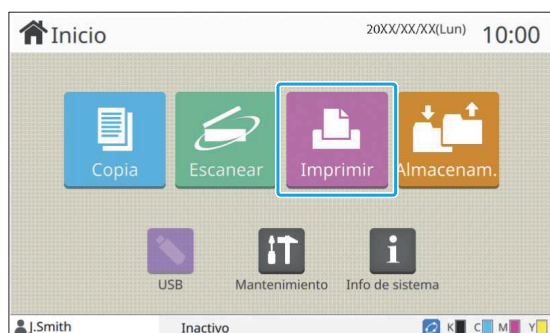 Inicio
20XX/XX/XX(Lun)
10:00
Copia
Escanear
Imprimir
Almacenam.
USB
Mantenimiento
Info de sistema
J.Smith
Inactivo
K C M Y